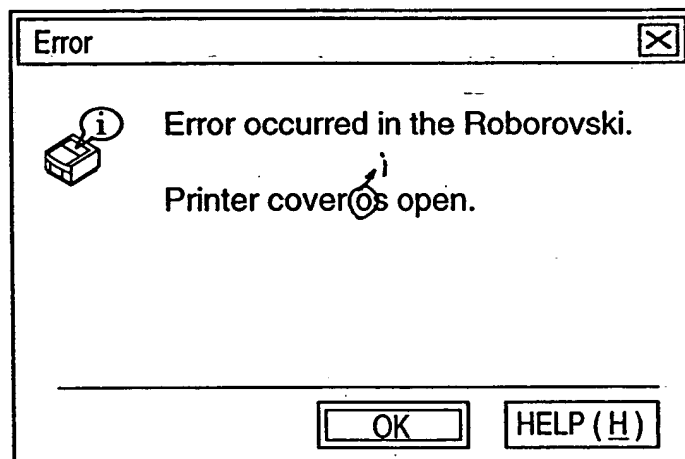 Error
i
Error occurred in the Roborovski.
i
Printer cover os open.
OK
HELP ( H )